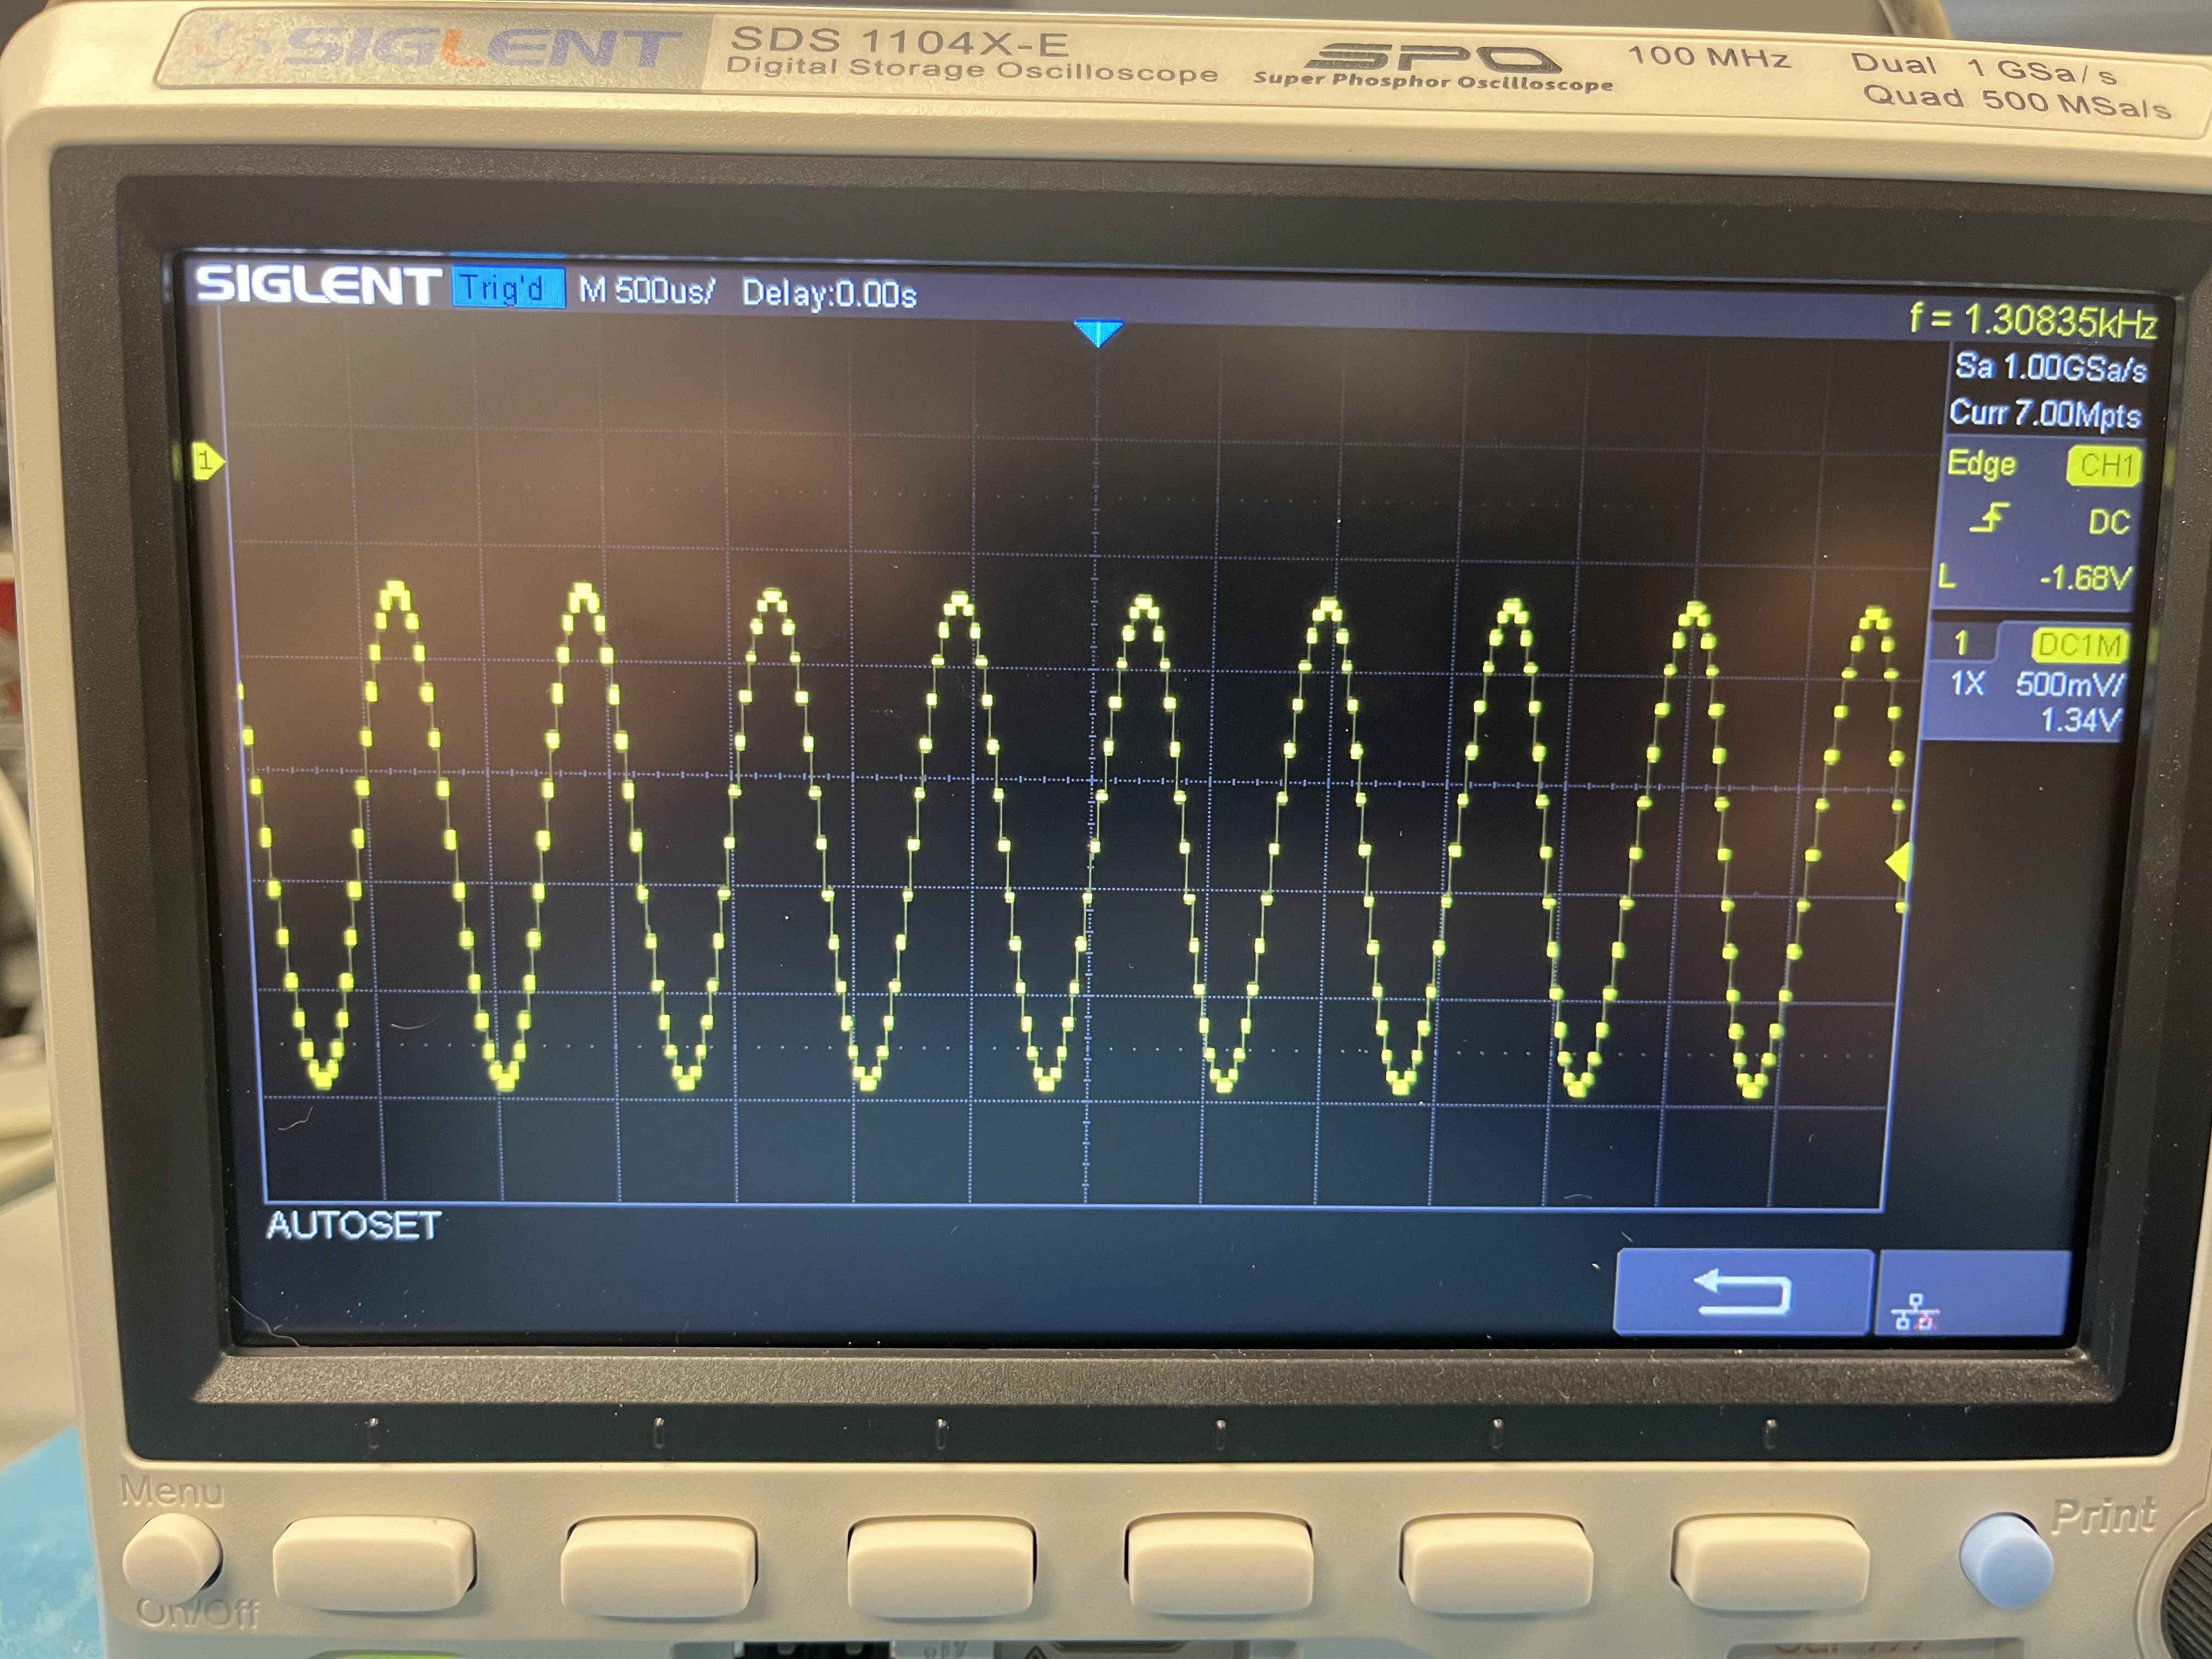 SIGLENT SDS 1104X-E SPO 100 MHz Dual 1 GSa/s
Digital Storage Oscilloscope Super Phosphor Oscilloscope Quad 500 MSa/s
SIGLENT Trig'd M 500us/ Delay:0.00s
f = 1.30835kHz
Sa 1.00GSa/s
Curr 7.00Mpts
1
Edge CH1
DC
L -1.68V
1 DC1M
1X 500mV/
1.34V
AUTOSET
Menu
Print
On/Off